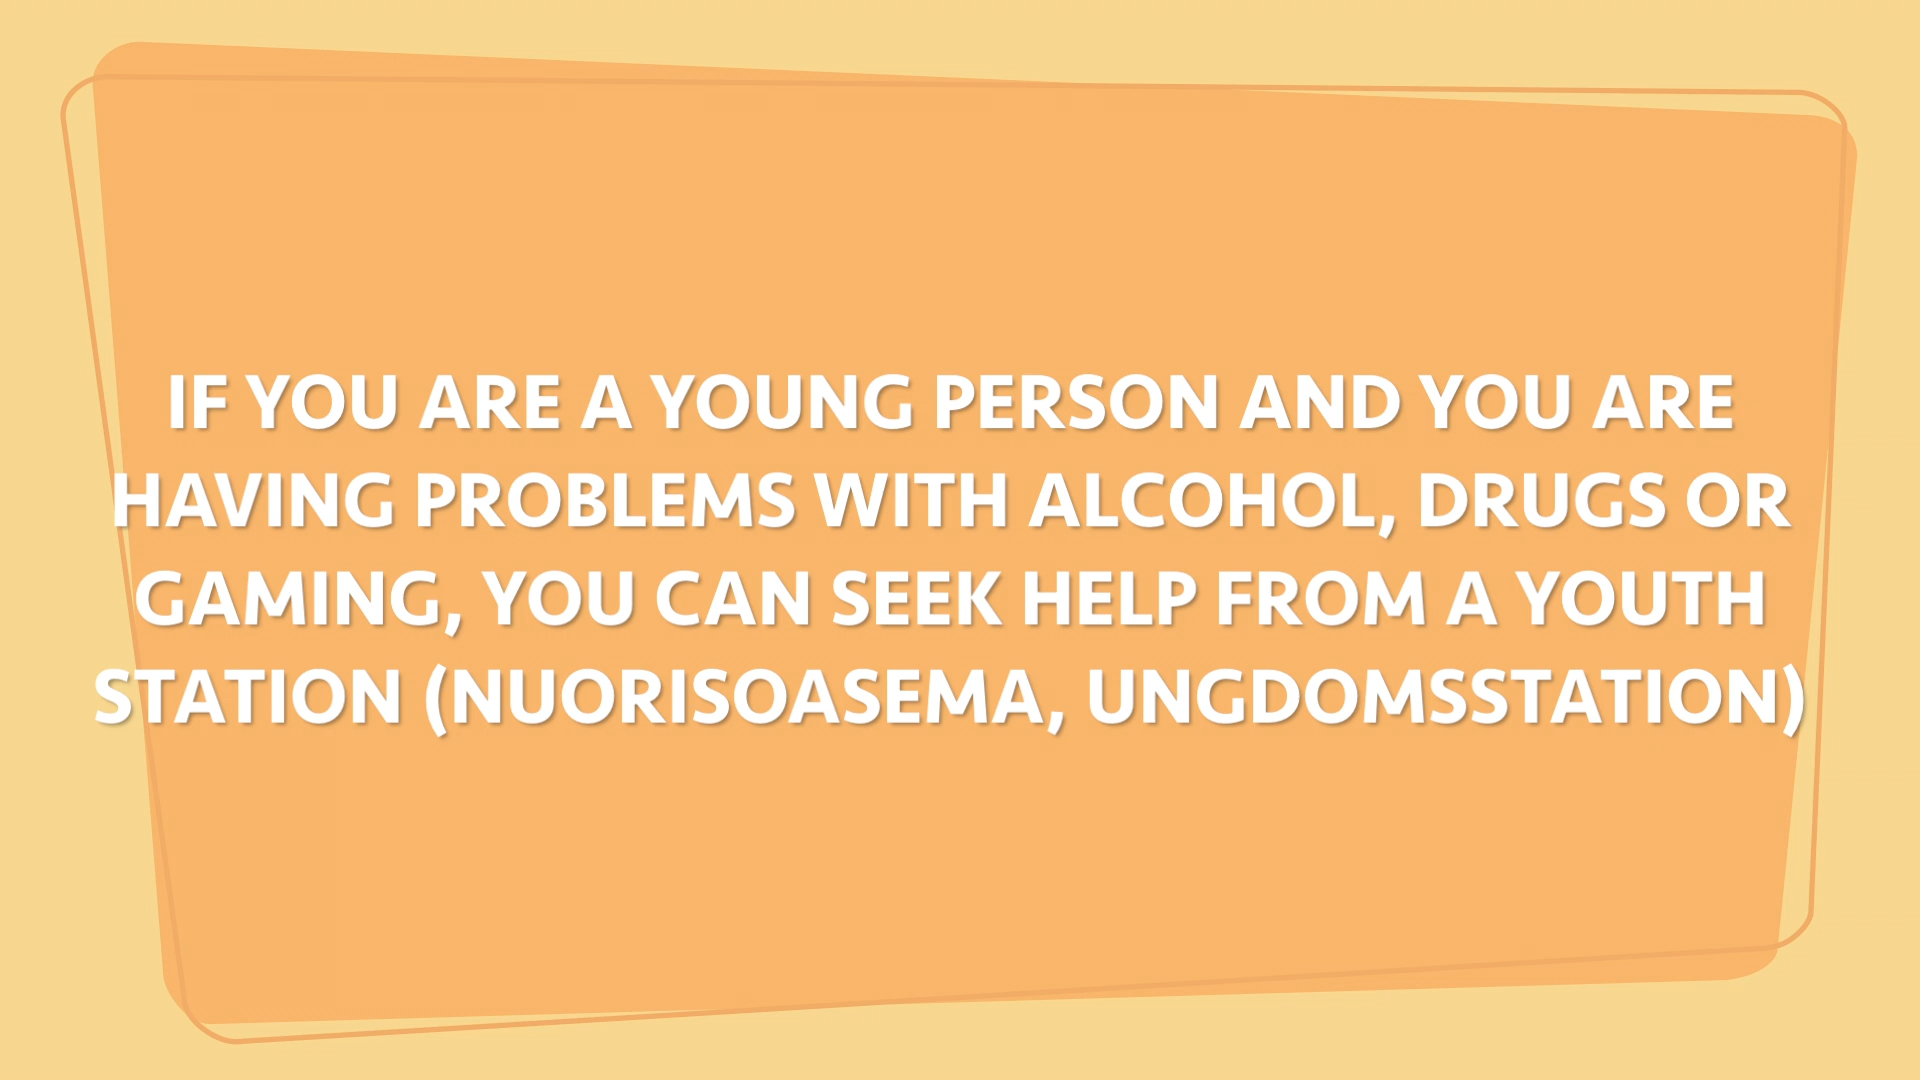 IF YOU ARE A YOUNG PERSON AND YOU ARE
HAVING PROBLEMS WITH ALCOHOL, DRUGS OR
GAMING, YOU CAN SEEK HELP FROM A YOUTH
STATION (NUORISOASEMA, UNGDOMSSTATION)